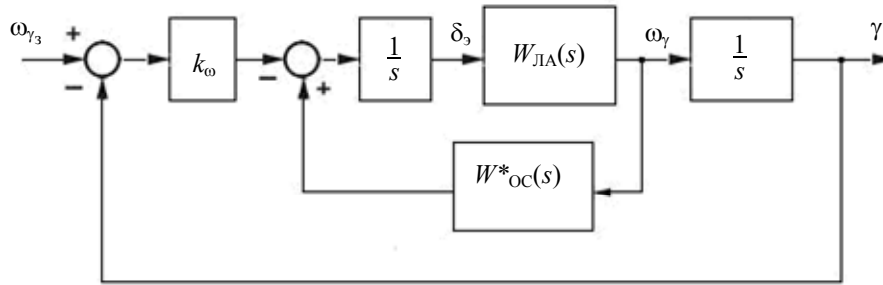 ω_γз + k_ω 1/s δ_э W_ЛА(s) ω_γ 1/s γ
− − +
W*_ОС(s)